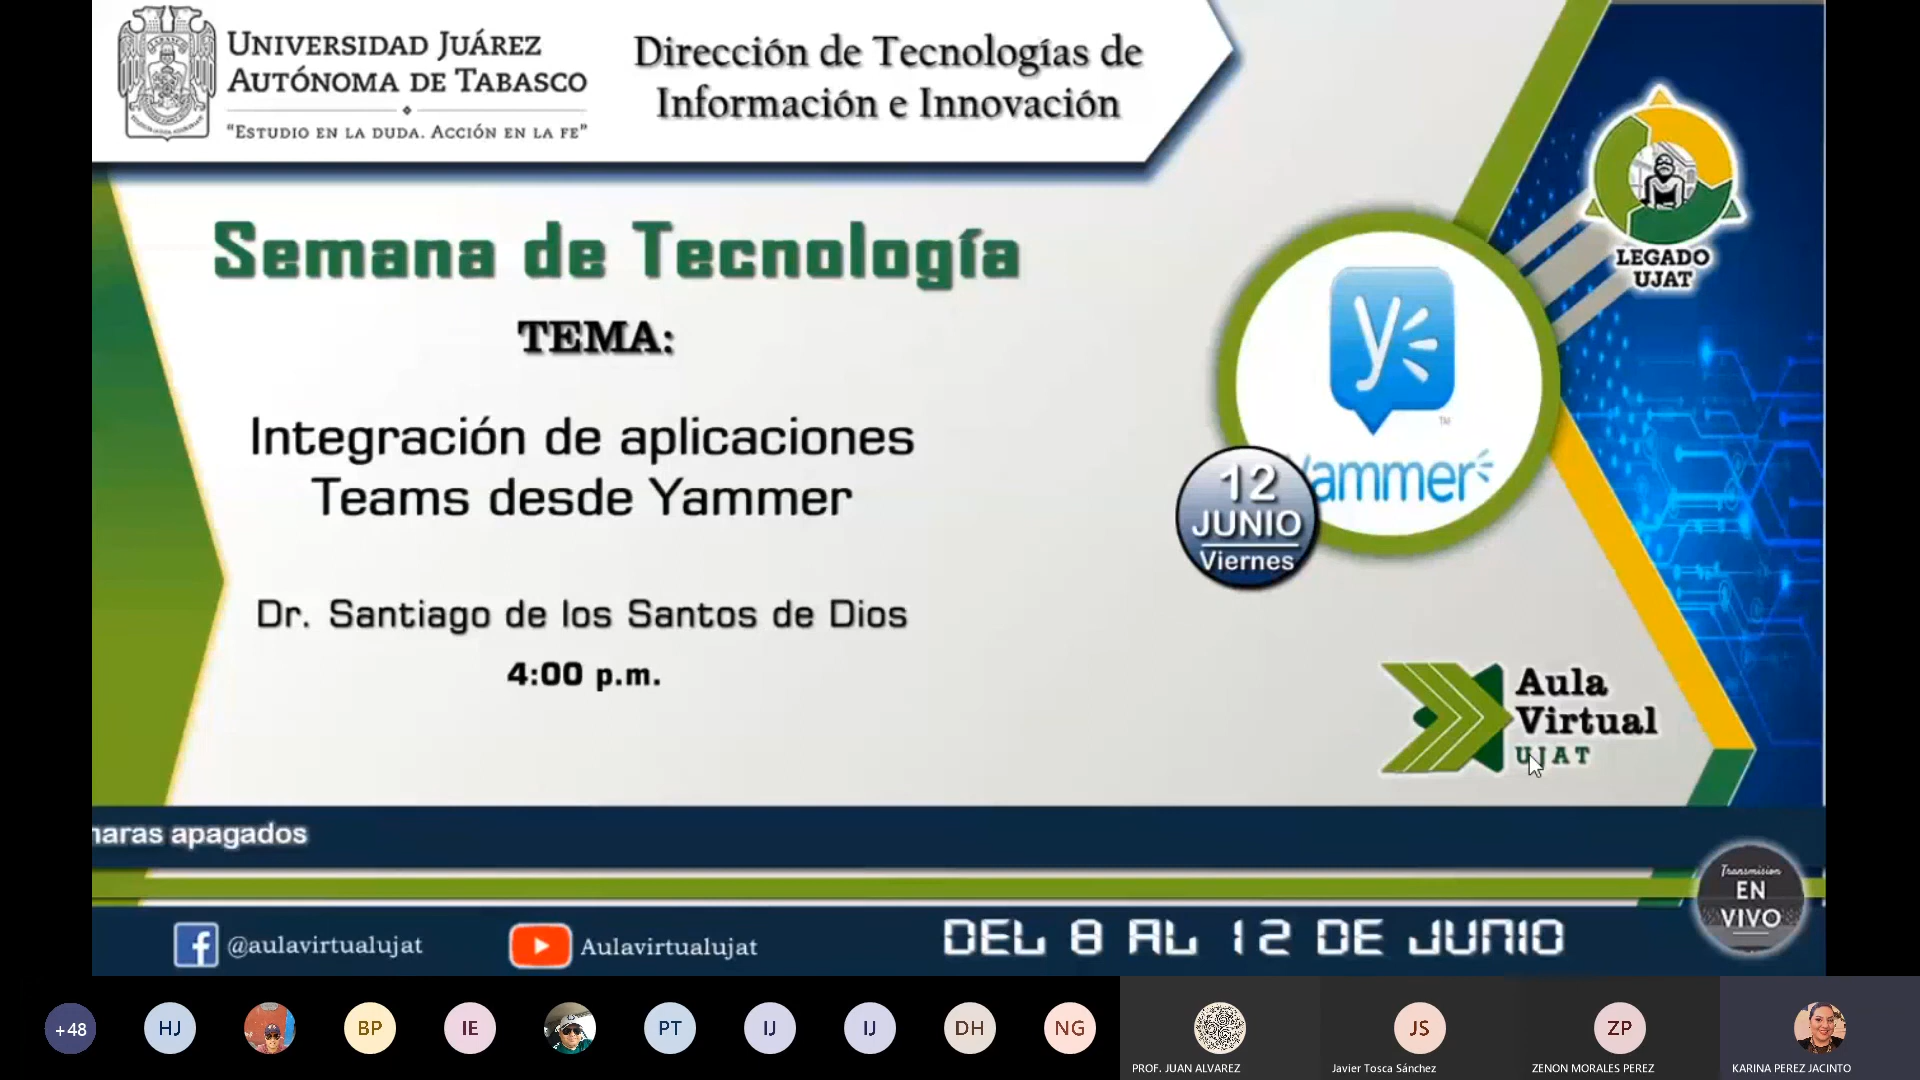 UNIVERSIDAD JUÁREZ
AUTÓNOMA DE TABASCO
"ESTUDIO EN LA DUDA. ACCIÓN EN LA FE"
Dirección de Tecnologías de
Información e Innovación
LEGADO
UJAT
Semana de Tecnología
TEMA:
Integración de aplicaciones
Teams desde Yammer
Dr. Santiago de los Santos de Dios
4:00 p.m.
y
TM
yammer
12
JUNIO
Viernes
Aula
Virtual
UJAT
maras apagados
Transmisión
EN
VIVO
@aulavirtualujat
Aulavirtualujat
DEL 8 AL 12 DE JUNIO
+48
HJ
BP
IE
PT
IJ
IJ
DH
NG
JS
ZP
PROF. JUAN ALVAREZ
Javier Tosca Sánchez
ZENON MORALES PEREZ
KARINA PEREZ JACINTO